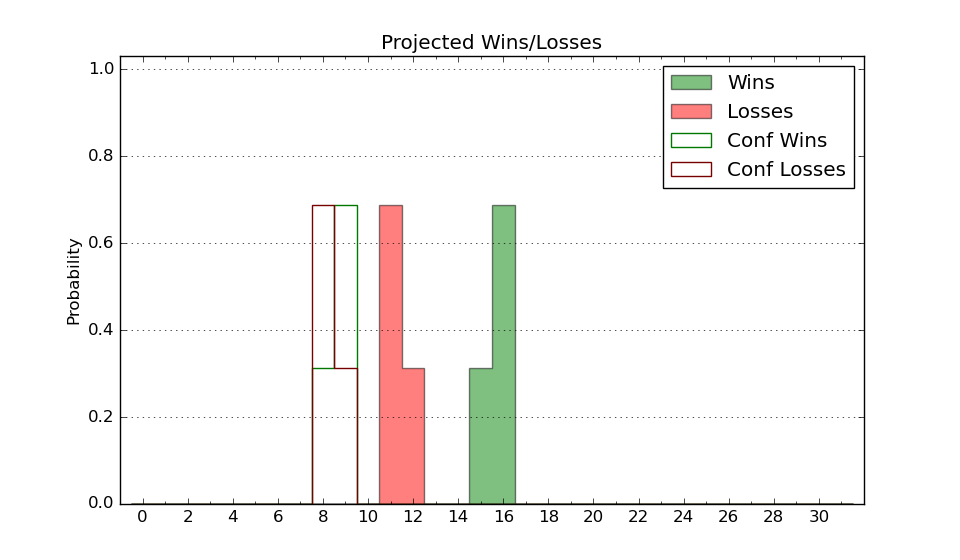 Projected Wins/Losses
1.0
0.8
0.6
0.4
0.2
0.0
Probability
Wins
Losses
Conf Wins
Conf Losses
0 2 4 6 8 10 12 14 16 18 20 22 24 26 28 30